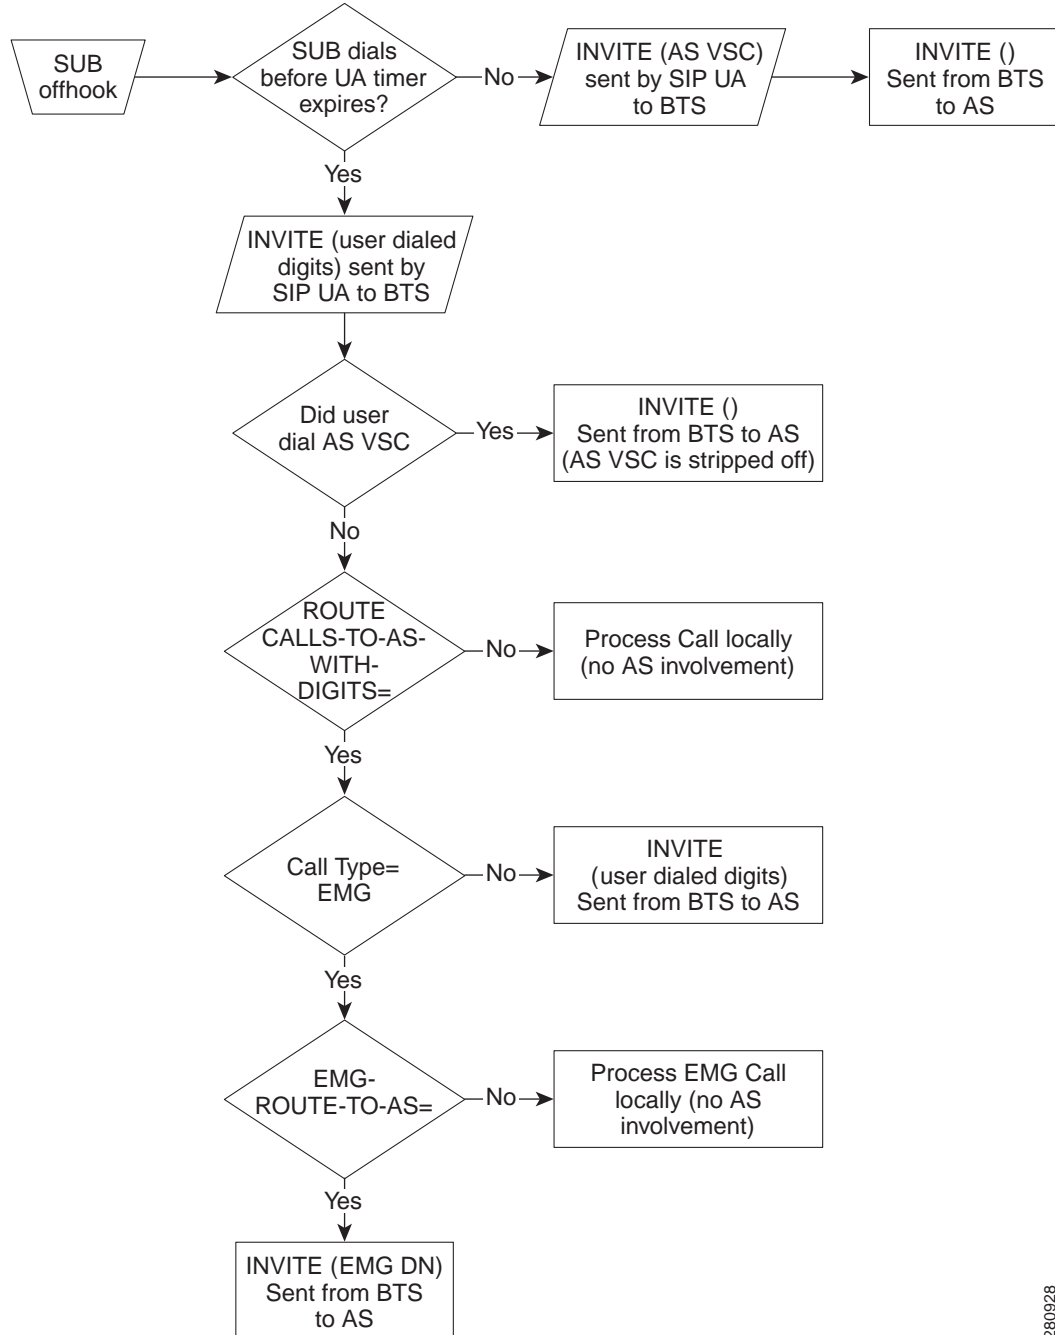 SUB
offhook
SUB dials
before UA timer
expires?
No
INVITE (AS VSC)
sent by SIP UA
to BTS
INVITE ()
Sent from BTS
to AS
Yes
INVITE (user dialed
digits) sent by
SIP UA to BTS
Did user
dial AS VSC
Yes
INVITE ()
Sent from BTS to AS
(AS VSC is stripped off)
No
ROUTE
CALLS-TO-AS-
WITH-
DIGITS=
No
Process Call locally
(no AS involvement)
Yes
Call Type=
EMG
No
INVITE
(user dialed digits)
Sent from BTS to AS
Yes
EMG-
ROUTE-TO-AS=
No
Process EMG Call
locally (no AS
involvement)
Yes
INVITE (EMG DN)
Sent from BTS
to AS
280928